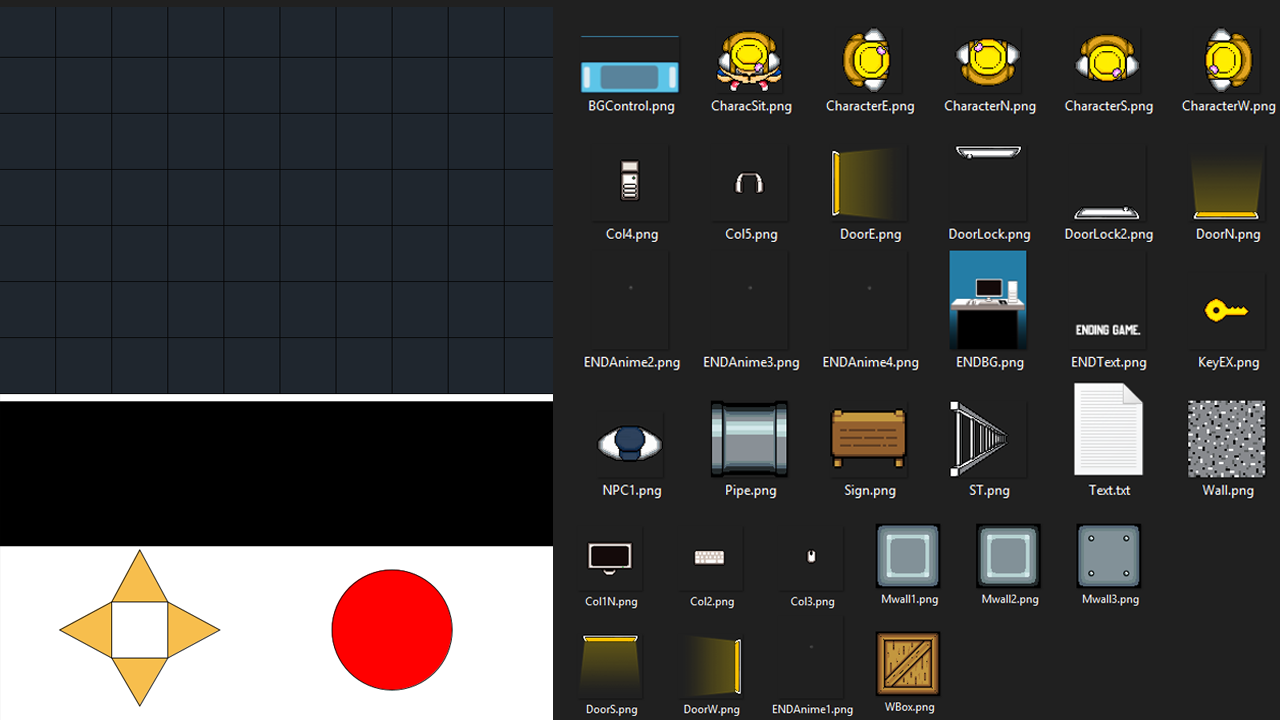 BGControl.png CharacSit.png CharacterE.png CharacterN.png CharacterS.png CharacterW.png
Col4.png Col5.png DoorE.png DoorLock.png DoorLock2.png DoorN.png
ENDING GAME.
ENDAnime2.png ENDAnime3.png ENDAnime4.png ENDBG.png ENDText.png KeyEX.png
NPC1.png Pipe.png Sign.png ST.png Text.txt Wall.png
Col1N.png Col2.png Col3.png Mwall1.png Mwall2.png Mwall3.png
DoorS.png DoorW.png ENDAnime1.png WBox.png